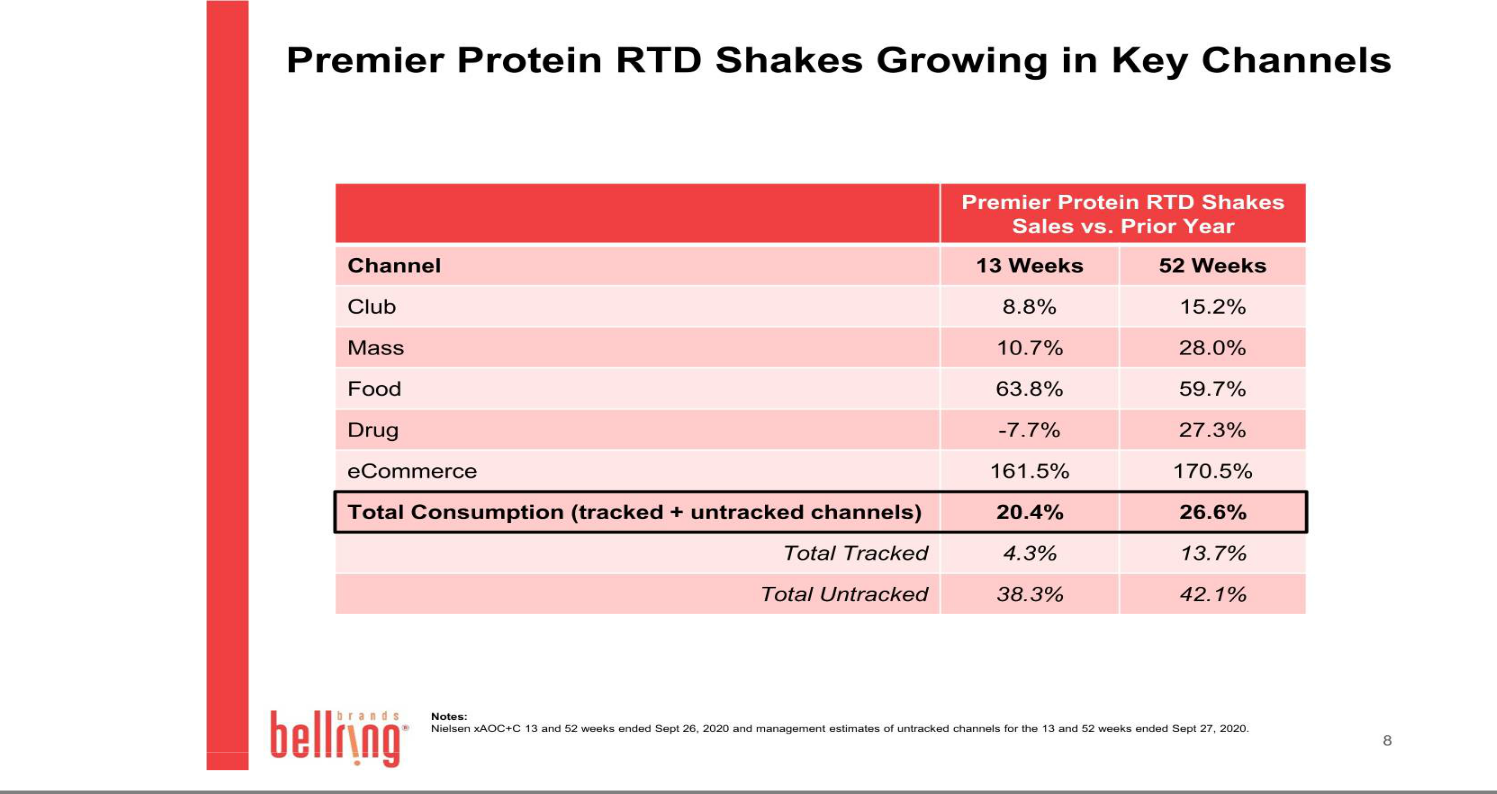 Premier Protein RTD Shakes Growing in Key Channels
Premier Protein RTD Shakes
Sales vs. Prior Year
Channel 13 Weeks 52 Weeks
Club 8.8% 15.2%
Mass 10.7% 28.0%
Food 63.8% 59.7%
Drug -7.7% 27.3%
eCommerce 161.5% 170.5%
Total Consumption (tracked + untracked channels) 20.4% 26.6%
Total Tracked 4.3% 13.7%
Total Untracked 38.3% 42.1%
brands
bellring®
Notes:
Nielsen xAOC+C 13 and 52 weeks ended Sept 26, 2020 and management estimates of untracked channels for the 13 and 52 weeks ended Sept 27, 2020.
8